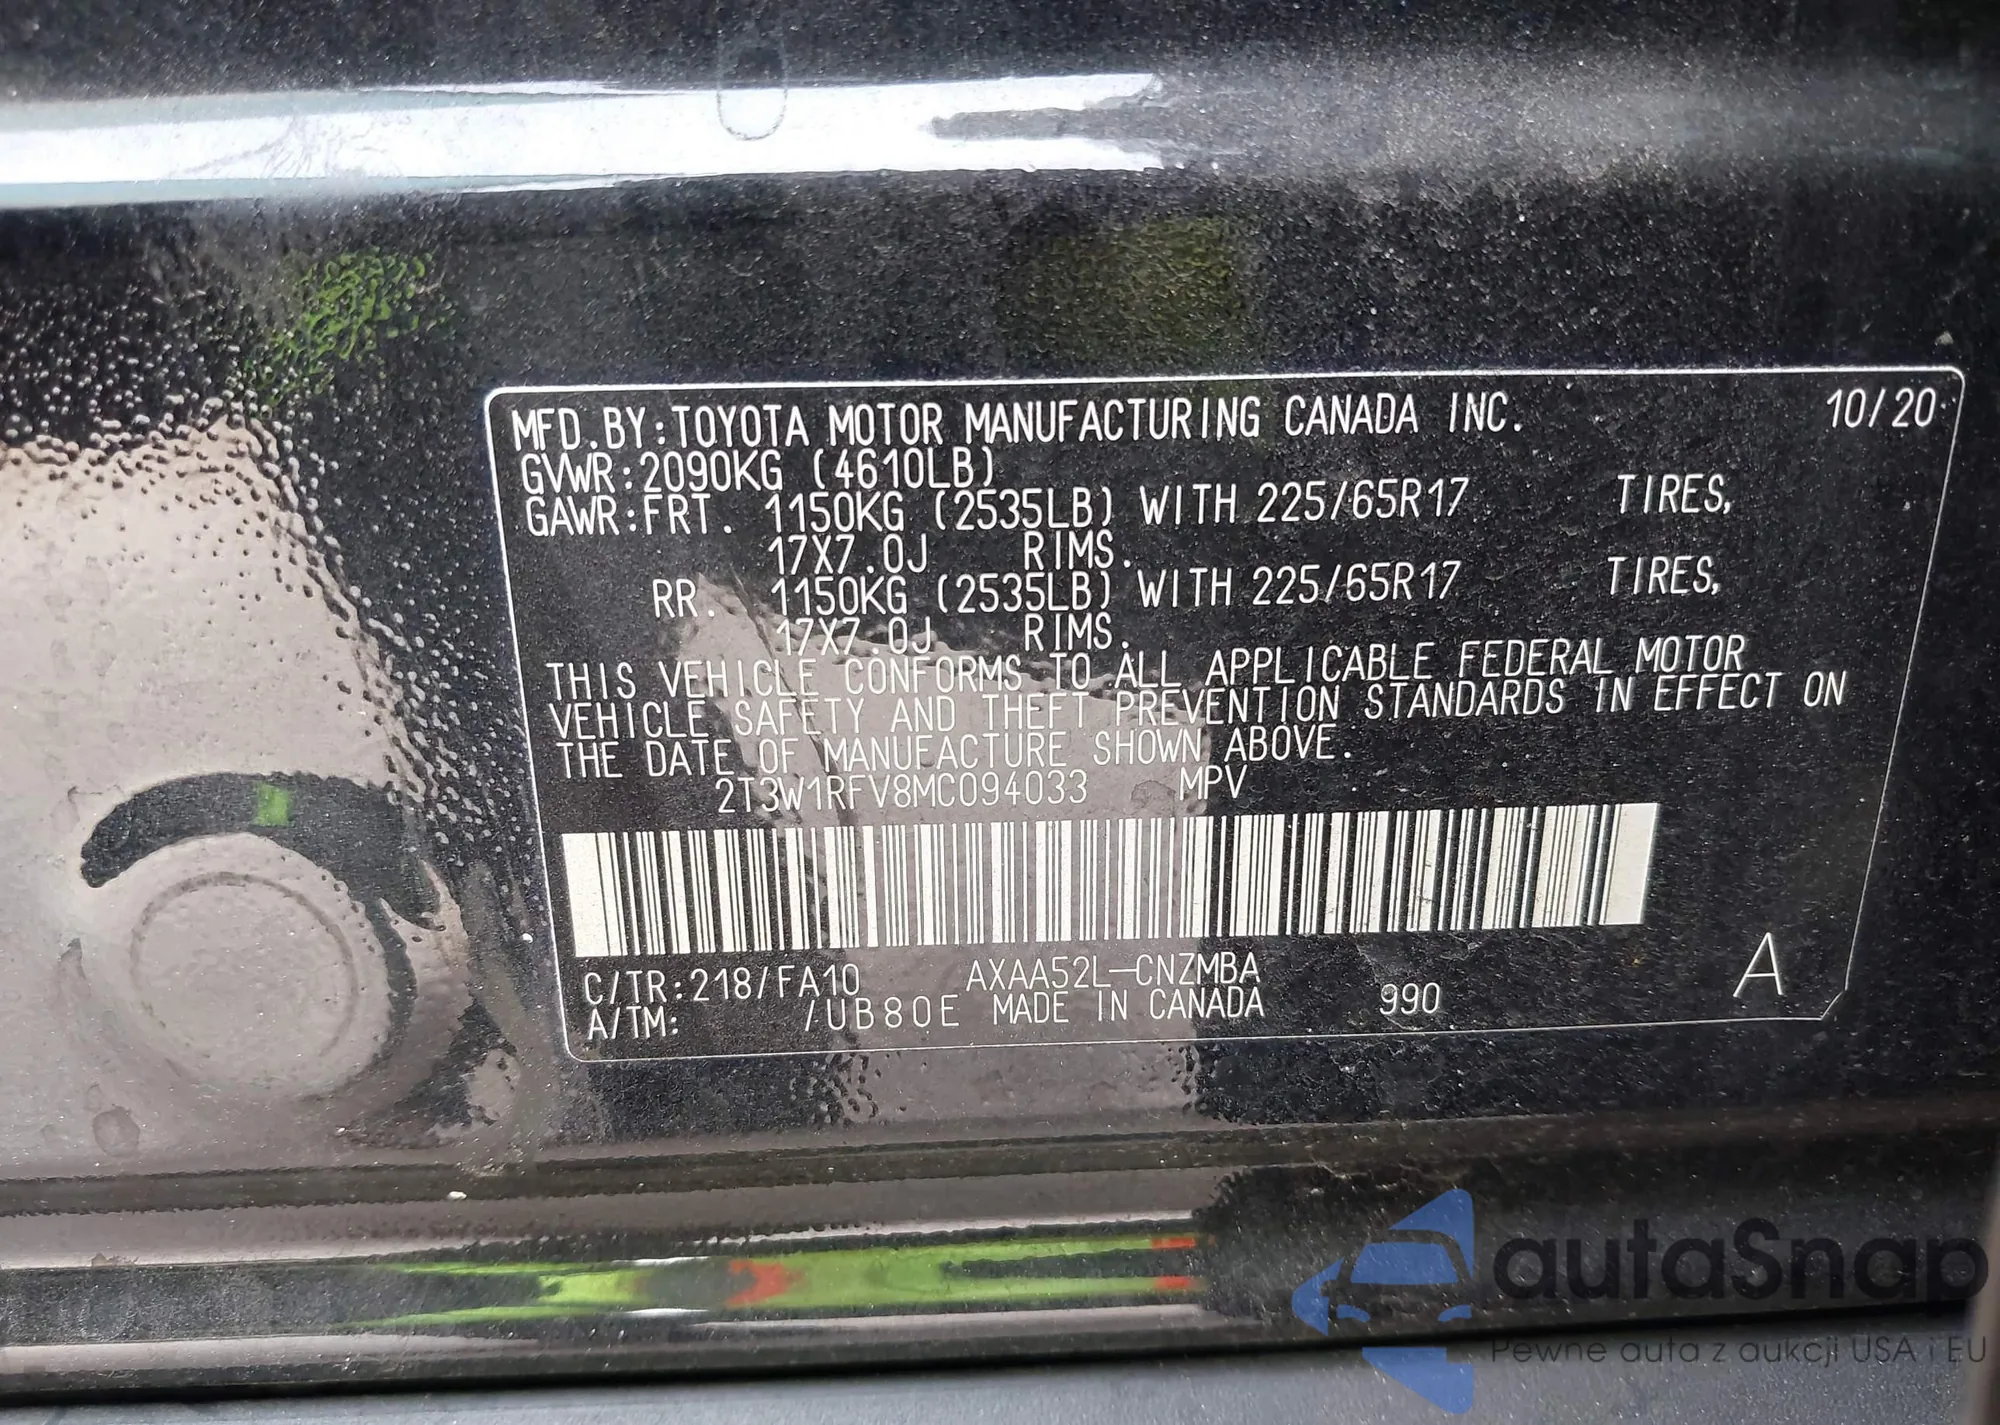 MFD.BY:TOYOTA MOTOR MANUFACTURING CANADA INC. 10/20
GVWR:2090KG (4610LB)
GAWR:FRT. 1150KG (2535LB) WITH 225/65R17 TIRES,
17X7.0J RIMS.
RR. 1150KG (2535LB) WITH 225/65R17 TIRES,
17X7.0J RIMS.
THIS VEHICLE CONFORMS TO ALL APPLICABLE FEDERAL MOTOR
VEHICLE SAFETY AND THEFT PREVENTION STANDARDS IN EFFECT ON
THE DATE OF MANUFACTURE SHOWN ABOVE.
2T3W1RFV8MC094033 MPV
C/TR:218/FA10 AXAA52L-CNZMBA
A/TM: /UB80E MADE IN CANADA 990 A
autaSnap
Pewne auta z aukcji USA i EU